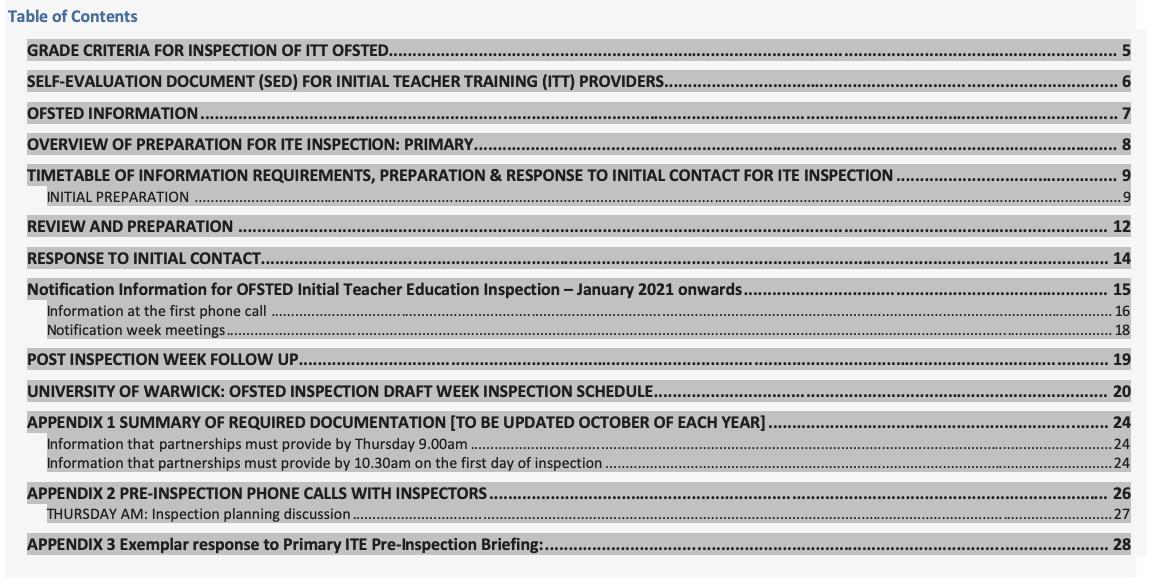 Table of Contents
GRADE CRITERIA FOR INSPECTION OF ITT OFSTED 5
SELF-EVALUATION DOCUMENT (SED) FOR INITIAL TEACHER TRAINING (ITT) PROVIDERS 6
OFSTED INFORMATION 7
OVERVIEW OF PREPARATION FOR ITE INSPECTION: PRIMARY 8
TIMETABLE OF INFORMATION REQUIREMENTS, PREPARATION & RESPONSE TO INITIAL CONTACT FOR ITE INSPECTION 9
INITIAL PREPARATION 9
REVIEW AND PREPARATION 12
RESPONSE TO INITIAL CONTACT 14
Notification Information for OFSTED Initial Teacher Education Inspection – January 2021 onwards 15
Information at the first phone call 16
Notification week meetings 18
POST INSPECTION WEEK FOLLOW UP 19
UNIVERSITY OF WARWICK: OFSTED INSPECTION DRAFT WEEK INSPECTION SCHEDULE 20
APPENDIX 1 SUMMARY OF REQUIRED DOCUMENTATION [TO BE UPDATED OCTOBER OF EACH YEAR] 24
Information that partnerships must provide by Thursday 9.00am 24
Information that partnerships must provide by 10.30am on the first day of inspection 24
APPENDIX 2 PRE-INSPECTION PHONE CALLS WITH INSPECTORS 26
THURSDAY AM: Inspection planning discussion 27
APPENDIX 3 Exemplar response to Primary ITE Pre-Inspection Briefing: 28